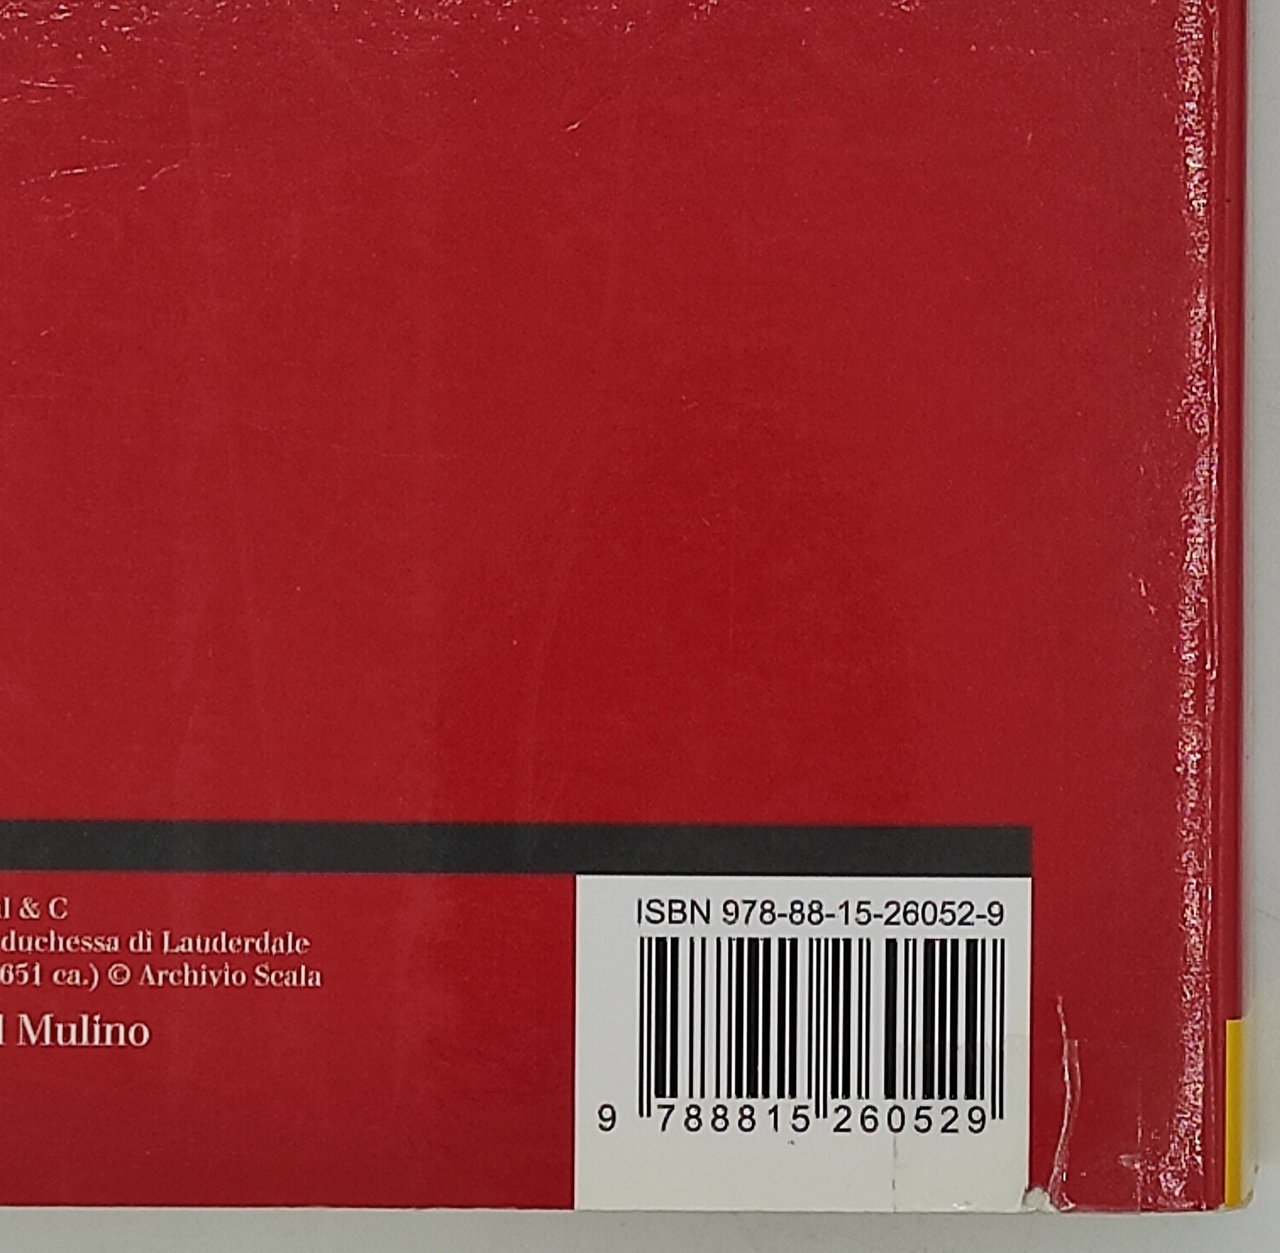 & C
duchessa di Lauderdale
651 ca.) © Archivio Scala
Mulino
ISBN 978-88-15-26052-9
9 788815 260529